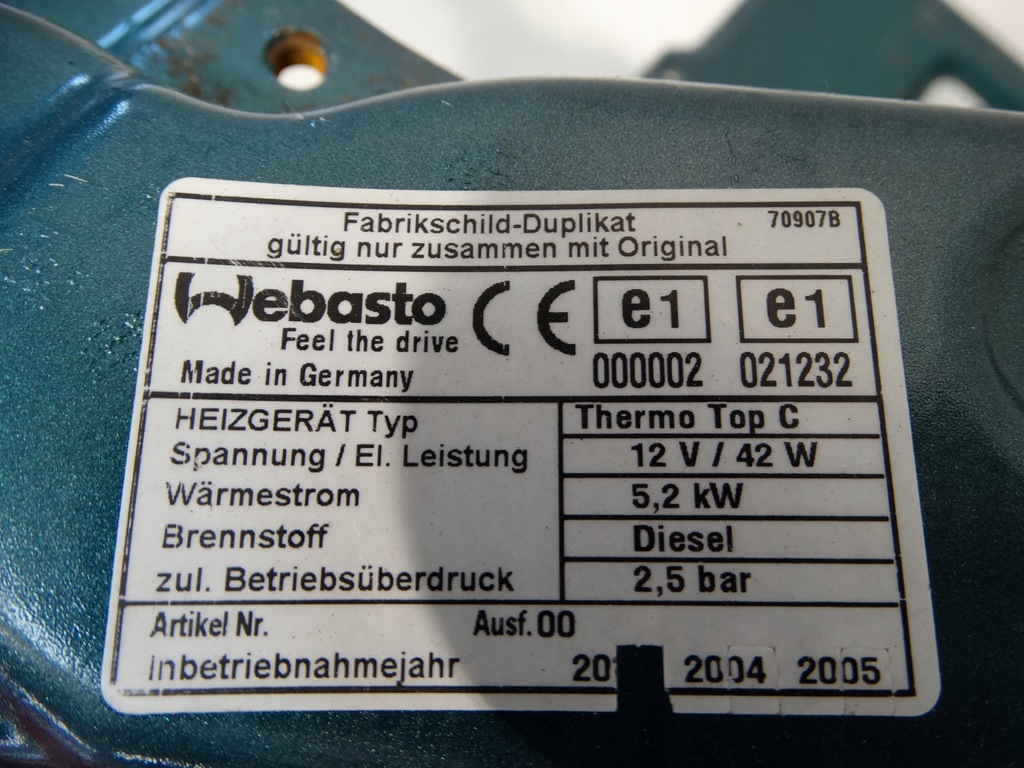 Fabrikschild-Duplikat 70907B
gültig nur zusammen mit Original
Webasto CE e1 e1
Feel the drive
Made in Germany 000002 021232
HEIZGERÄT Typ Thermo Top C
Spannung / El. Leistung 12 V / 42 W
Wärmestrom 5,2 kW
Brennstoff Diesel
zul. Betriebsüberdruck 2,5 bar
Artikel Nr. Ausf. 00
Inbetriebnahmejahr 2004 2005